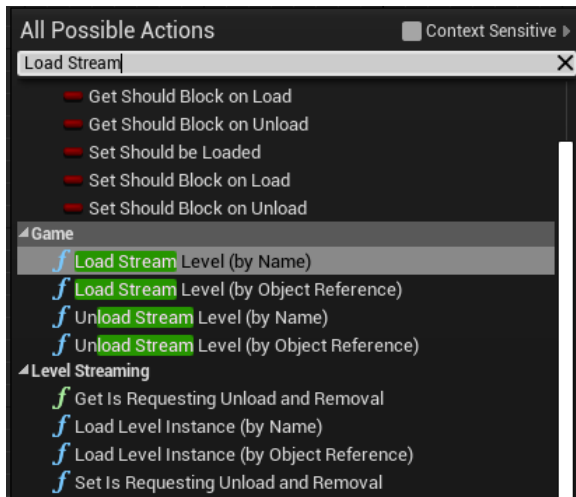 All Possible Actions Context Sensitive
Load Stream
Get Should Block on Load
Get Should Block on Unload
Set Should be Loaded
Set Should Block on Load
Set Should Block on Unload
Game
Load Stream Level (by Name)
Load Stream Level (by Object Reference)
Unload Stream Level (by Name)
Unload Stream Level (by Object Reference)
Level Streaming
Get Is Requesting Unload and Removal
Load Level Instance (by Name)
Load Level Instance (by Object Reference)
Set Is Requesting Unload and Removal